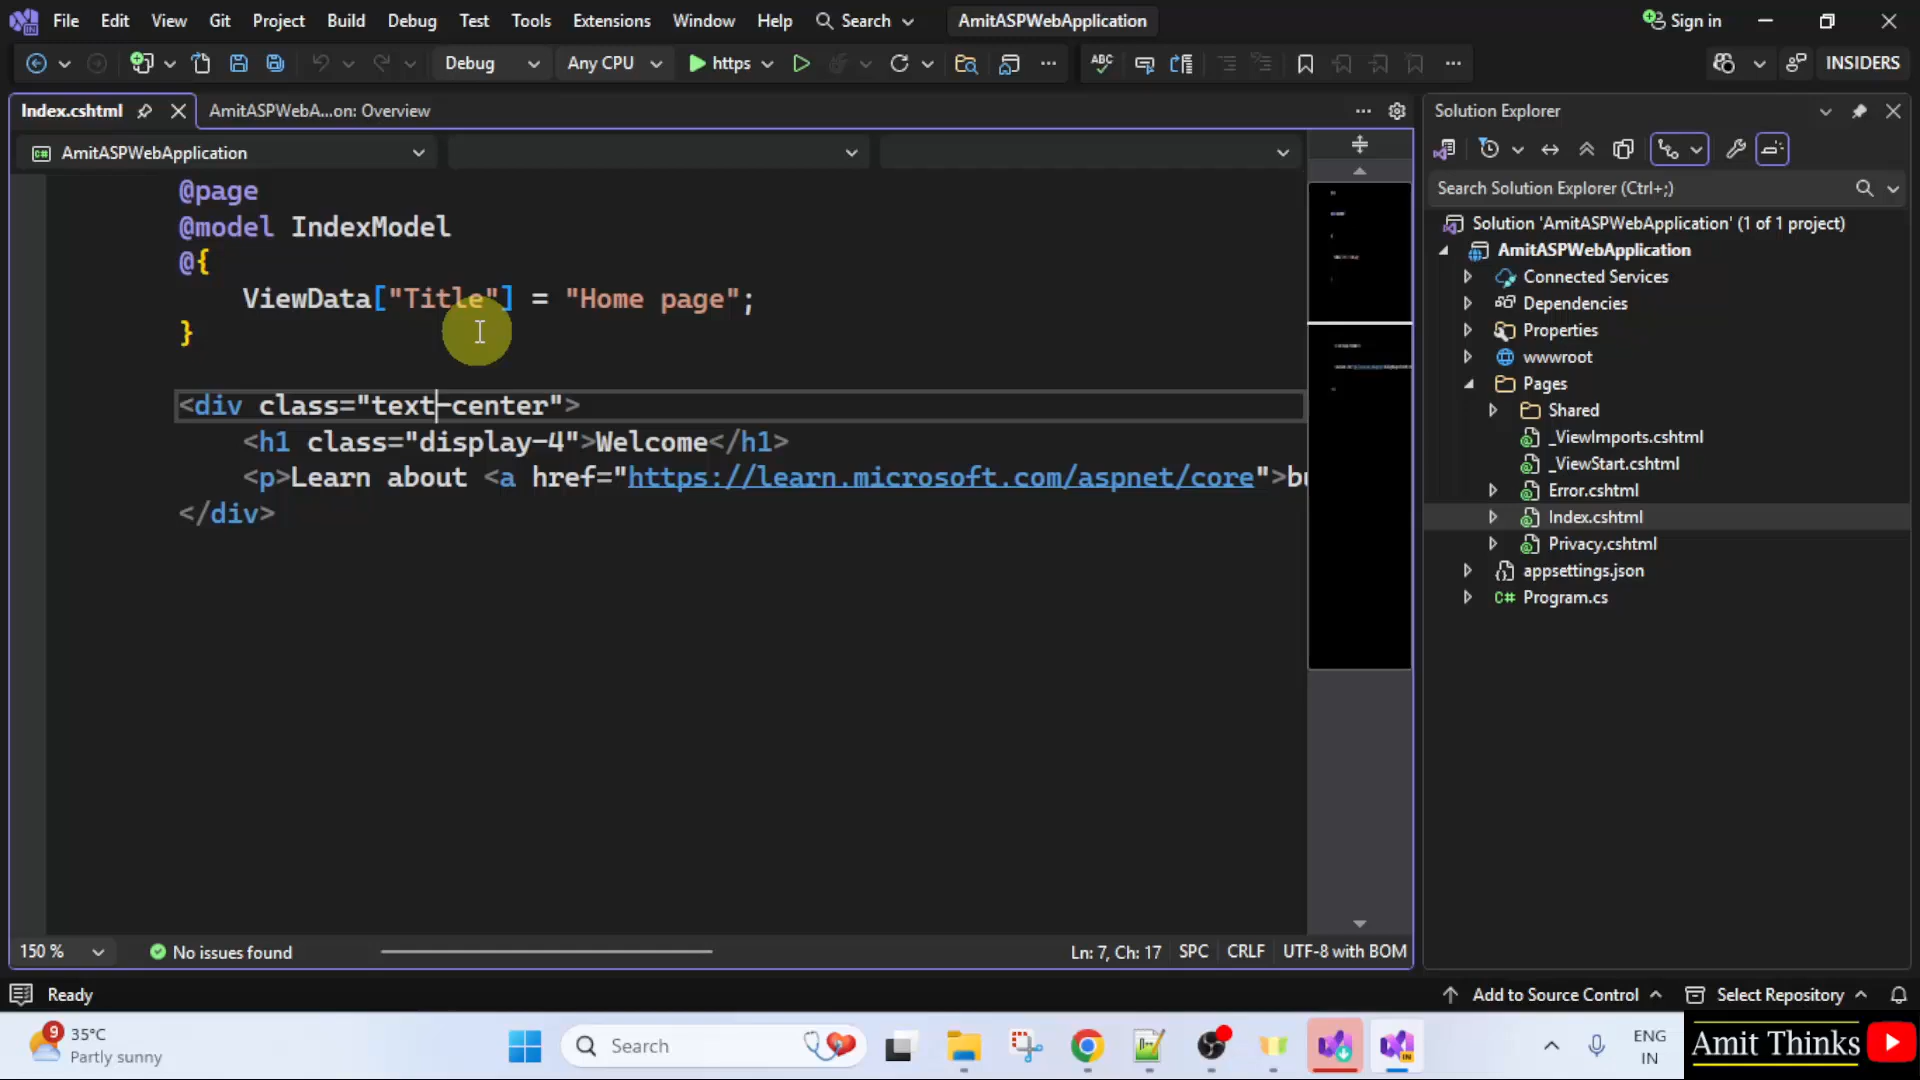 File Edit View Git Project Build Debug Test Tools Extensions Window Help Search AmitASPWebApplication Sign in
Debug Any CPU https ABC INSIDERS
Index.cshtml AmitASPWebA...on: Overview
AmitASPWebApplication
@page
@model IndexModel
@{
ViewData["Title"] = "Home page";
}
<div class="text-center">
<h1 class="display-4">Welcome</h1>
<p>Learn about <a href="https://learn.microsoft.com/aspnet/core">bu
</div>
150 % No issues found Ln: 7, Ch: 17 SPC CRLF UTF-8 with BOM
Solution Explorer
Search Solution Explorer (Ctrl+;)
Solution 'AmitASPWebApplication' (1 of 1 project)
AmitASPWebApplication
Connected Services
Dependencies
Properties
wwwroot
Pages
Shared
_ViewImports.cshtml
_ViewStart.cshtml
Error.cshtml
Index.cshtml
Privacy.cshtml
appsettings.json
C# Program.cs
Ready Add to Source Control Select Repository
9 35°C
Partly sunny
Search
ENG
IN
Amit Thinks